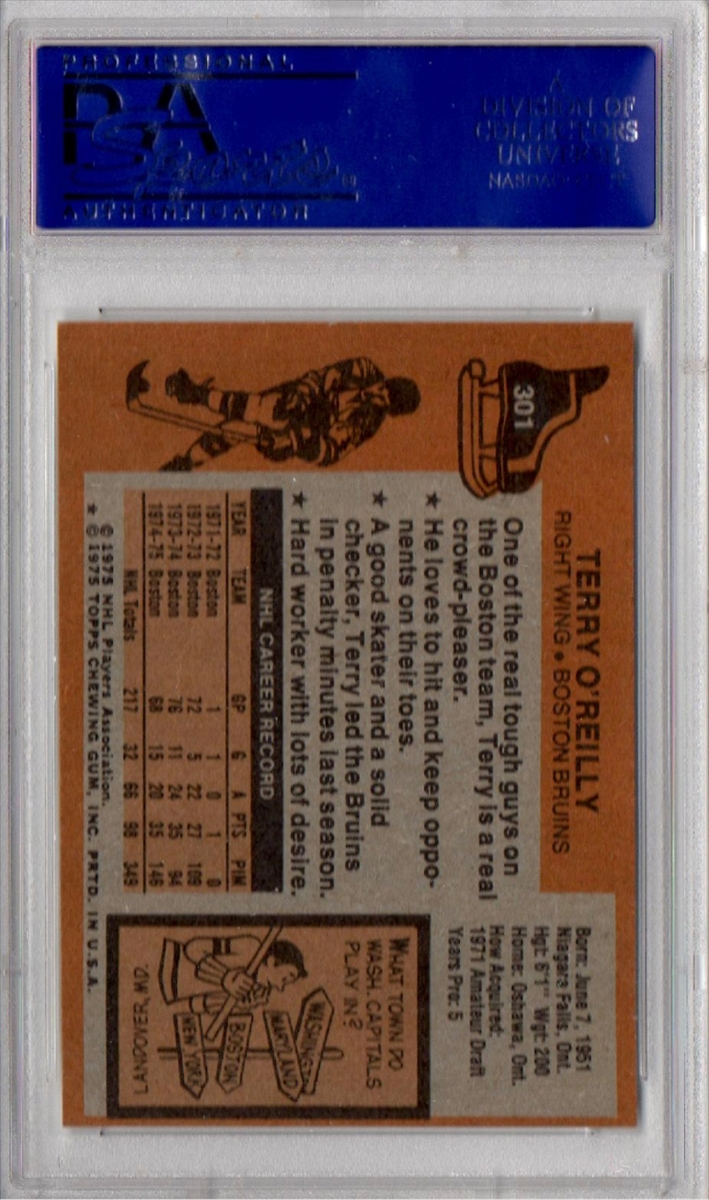 PROFESSIONAL
PSA
AUTHENTICATOR
A
DIVISION OF
COLLECTORS
UNIVERSE
301
TERRY O'REILLY
RIGHT WING • BOSTON BRUINS
One of the real tough guys on
the Boston team, Terry is a real
crowd-pleaser.
★ He loves to hit and keep oppo-
nents on their toes.
★ A good skater and a solid
checker, Terry led the Bruins
in penalty minutes last season.
★ Hard worker with lots of desire.
Born: June 7, 1951
Niagara Falls, Ont.
Hgt: 6'1" Wgt: 200
Home: Oshawa, Ont.
How Acquired:
1971 Amateur Draft
Years Pro: 5
NHL CAREER RECORD
YEAR TEAM GP G A PTS PIM
1971-72 Boston 1 1 0 1 0
1972-73 Boston 72 5 22 27 109
1973-74 Boston 76 11 24 35 94
1974-75 Boston 68 15 20 35 146
NHL Totals 217 32 66 98 349
WHAT TOWN DO
WASH. CAPITALS
PLAY IN?
MARYLAND
BOSTON
NEW YORK
LANDOVER, MD.
© 1975 NHL Players Association.
★ © 1975 TOPPS CHEWING GUM, INC. PRTD. IN U.S.A.